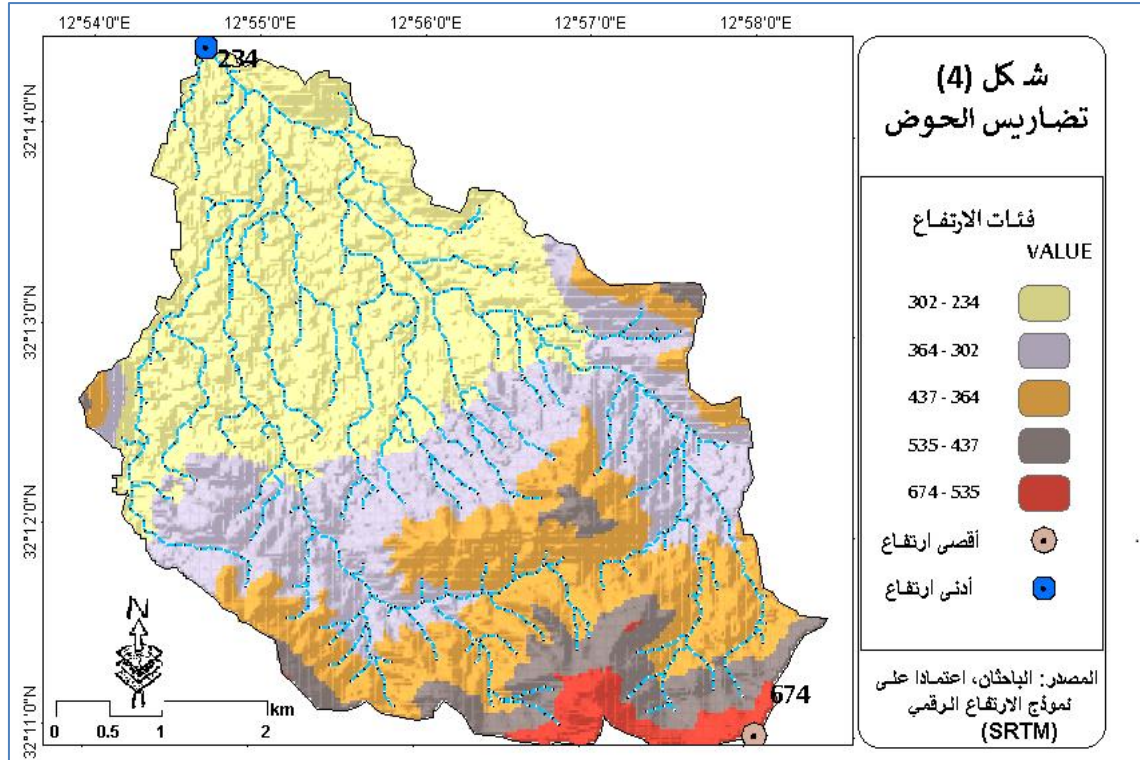 12°54'0"E 12°55'0"E 12°56'0"E 12°57'0"E 12°58'0"E
234
32°14'0"N
32°13'0"N
32°12'0"N
32°11'0"N
N
674
km
0 0.5 1 2
شكل (4)
تضاريس الحوض
فئات الارتفاع
VALUE
302 - 234
364 - 302
437 - 364
535 - 437
674 - 535
أقصى ارتفاع
أدنى ارتفاع
المصدر: الباحثان، اعتمادا على
نموذج الارتفاع الرقمي
(SRTM)